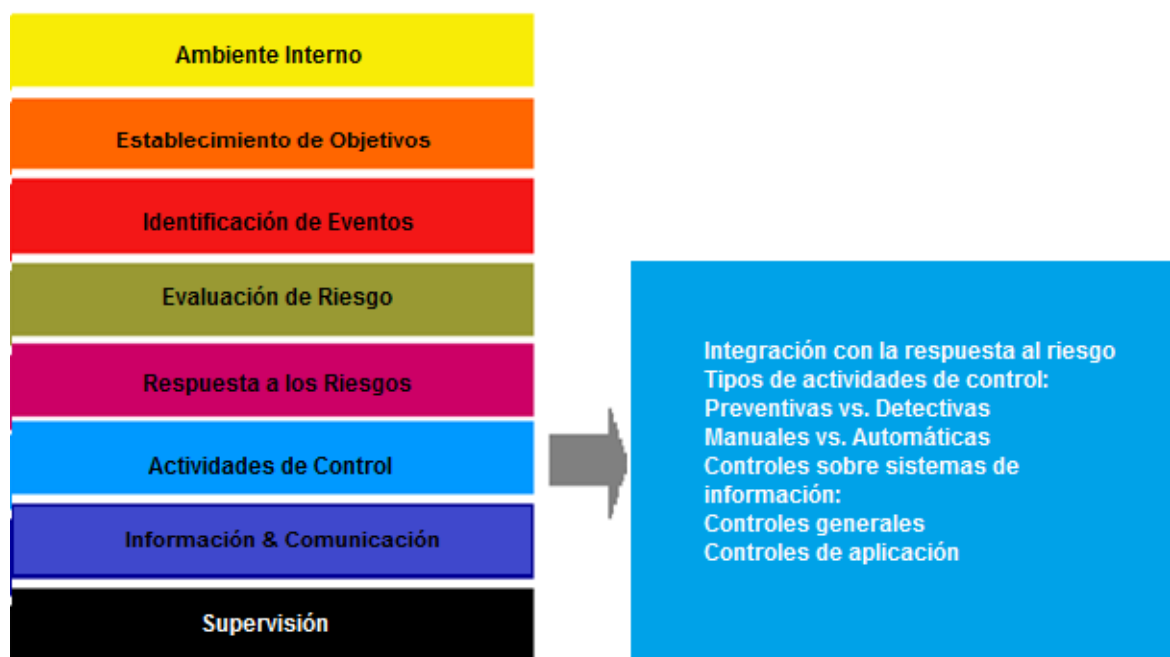 Ambiente Interno
Establecimiento de Objetivos
Identificación de Eventos
Evaluación de Riesgo
Respuesta a los Riesgos
Actividades de Control
Información & Comunicación
Supervisión
Integración con la respuesta al riesgo
Tipos de actividades de control:
Preventivas vs. Detectivas
Manuales vs. Automáticas
Controles sobre sistemas de
información:
Controles generales
Controles de aplicación